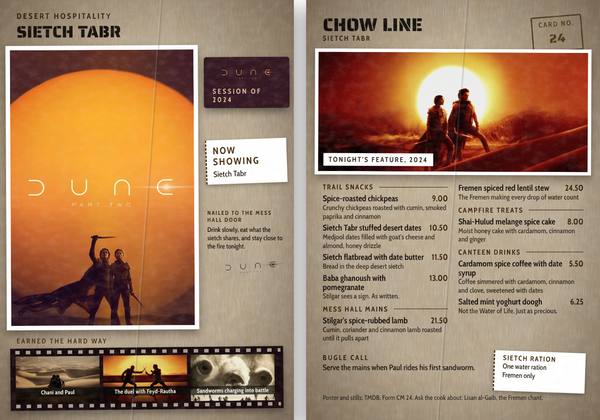 DESERT HOSPITALITY
SIETCH TABR
DUNE
PART TWO
DUNE
SESSION OF
2024
NOW
SHOWING
Sietch Tabr
NAILED TO THE MESS
HALL DOOR
Drink slowly, eat what the
sietch shares, and stay close to
the fire tonight.
DUNE
EARNED THE HARD WAY
Chani and Paul
The duel with Feyd-Rautha
Sandworms charging into battle
CHOW LINE
SIETCH TABR
CARD NO.
24
TONIGHT'S FEATURE, 2024
TRAIL SNACKS
Spice-roasted chickpeas 9.00
Crunchy chickpeas roasted with cumin, smoked
paprika and cinnamon
Sietch Tabr stuffed desert dates 10.50
Medjool dates filled with goat's cheese and
almond, honey drizzle
Sietch flatbread with date butter 11.50
Bread in the deep desert sietch
Baba ghanoush with 13.00
pomegranate
Stilgar sees a sign. As written.
MESS HALL MAINS
Stilgar's spice-rubbed lamb 21.50
Cumin, coriander and cinnamon lamb roasted
until it pulls apart
Fremen spiced red lentil stew 24.50
The Fremen making every drop of water count
CAMPFIRE TREATS
Shai-Hulud melange spice cake 8.00
Moist honey cake with cardamom, cinnamon
and ginger
CANTEEN DRINKS
Cardamom spice coffee with date 5.50
syrup
Coffee simmered with cardamom, cinnamon
and clove, sweetened with dates
Salted mint yoghurt doogh 6.25
Not the Water of Life. Just as precious.
BUGLE CALL
Serve the mains when Paul rides his first sandworm.
SIETCH RATION
One water ration
Fremen only
Poster and stills: TMDB. Form CM 24. Ask the cook about: Lisan al-Gaib, the Fremen chant.